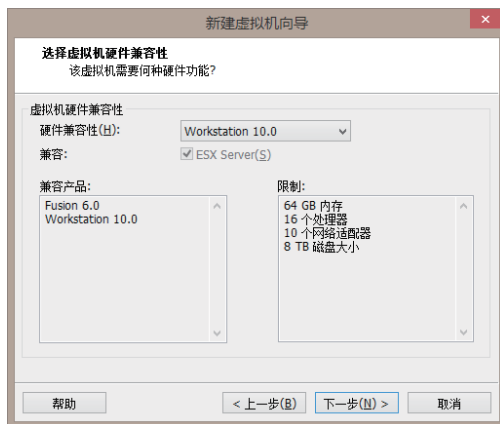 新建虚拟机向导
选择虚拟机硬件兼容性
该虚拟机需要何种硬件功能?
虚拟机硬件兼容性
硬件兼容性(H): Workstation 10.0
兼容: ESX Server(S)
兼容产品: 限制:
Fusion 6.0 64 GB 内存
Workstation 10.0 16 个处理器
10 个网络适配器
8 TB 磁盘大小
帮助 < 上一步(B) 下一步(N) > 取消